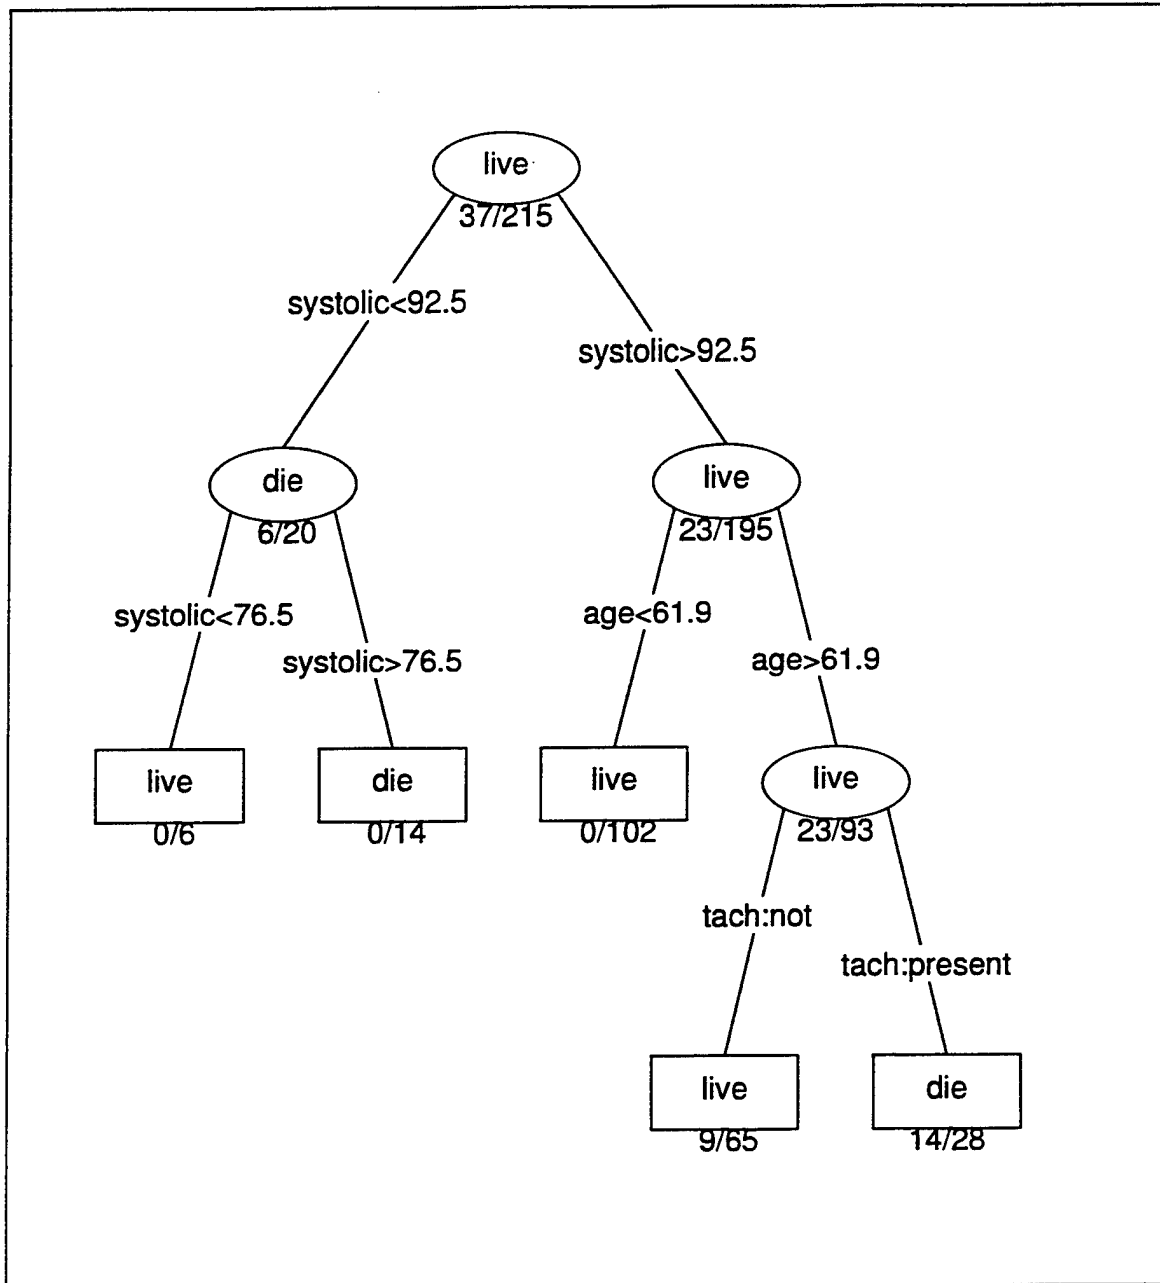 live
37/215
systolic<92.5
systolic>92.5
die
6/20
live
23/195
systolic<76.5
systolic>76.5
age<61.9
age>61.9
live
0/6
die
0/14
live
0/102
live
23/93
tach:not
tach:present
live
9/65
die
14/28